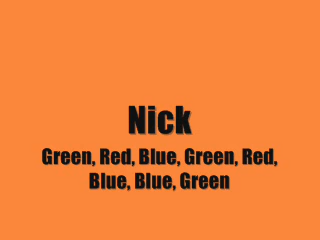 Nick
Green, Red, Blue, Green, Red,
Blue, Blue, Green